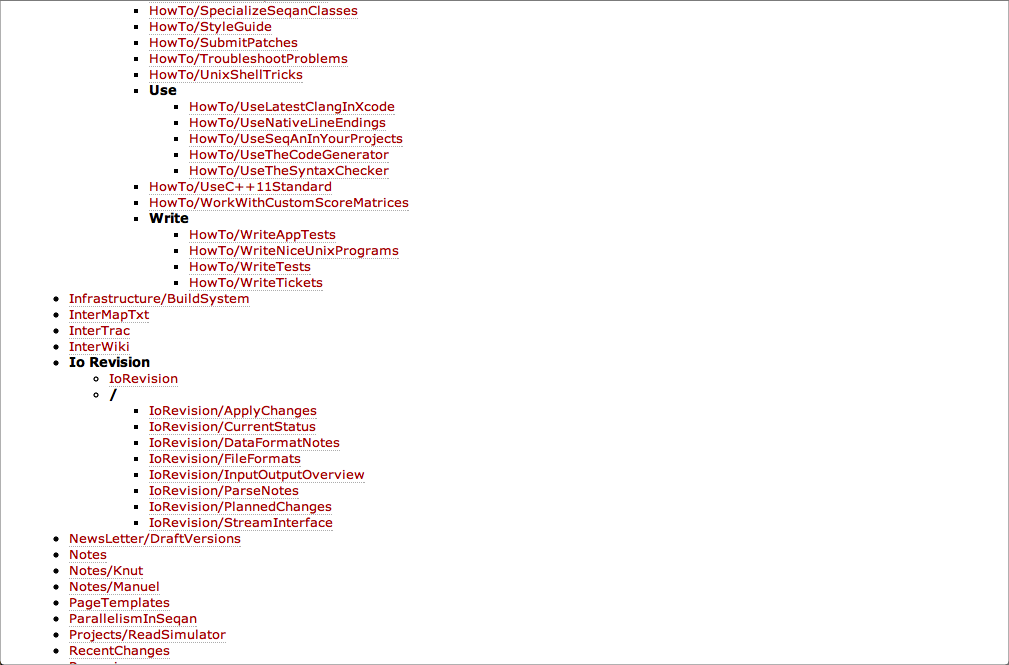 HowTo/SpecializeSeqanClasses
HowTo/StyleGuide
HowTo/SubmitPatches
HowTo/TroubleshootProblems
HowTo/UnixShellTricks
Use
HowTo/UseLatestClangInXcode
HowTo/UseNativeLineEndings
HowTo/UseSeqAnInYourProjects
HowTo/UseTheCodeGenerator
HowTo/UseTheSyntaxChecker
HowTo/UseC++11Standard
HowTo/WorkWithCustomScoreMatrices
Write
HowTo/WriteAppTests
HowTo/WriteNiceUnixPrograms
HowTo/WriteTests
HowTo/WriteTickets
Infrastructure/BuildSystem
InterMapTxt
InterTrac
InterWiki
Io Revision
IoRevision
/
IoRevision/ApplyChanges
IoRevision/CurrentStatus
IoRevision/DataFormatNotes
IoRevision/FileFormats
IoRevision/InputOutputOverview
IoRevision/ParseNotes
IoRevision/PlannedChanges
IoRevision/StreamInterface
NewsLetter/DraftVersions
Notes
Notes/Knut
Notes/Manuel
PageTemplates
ParallelismInSeqan
Projects/ReadSimulator
RecentChanges